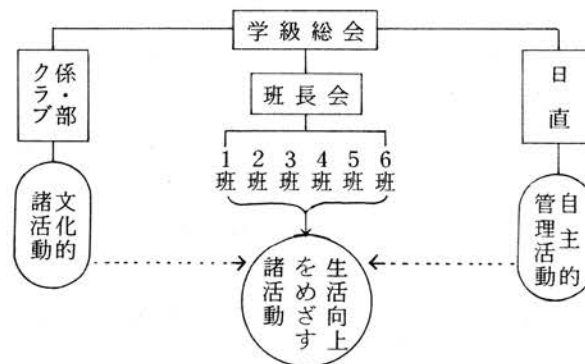 学級総会
係・部
クラブ
班長会
日直
1班 2班 3班 4班 5班 6班
文化的
諸活動
自主的
管理活動
生活向上
をめざす
諸活動